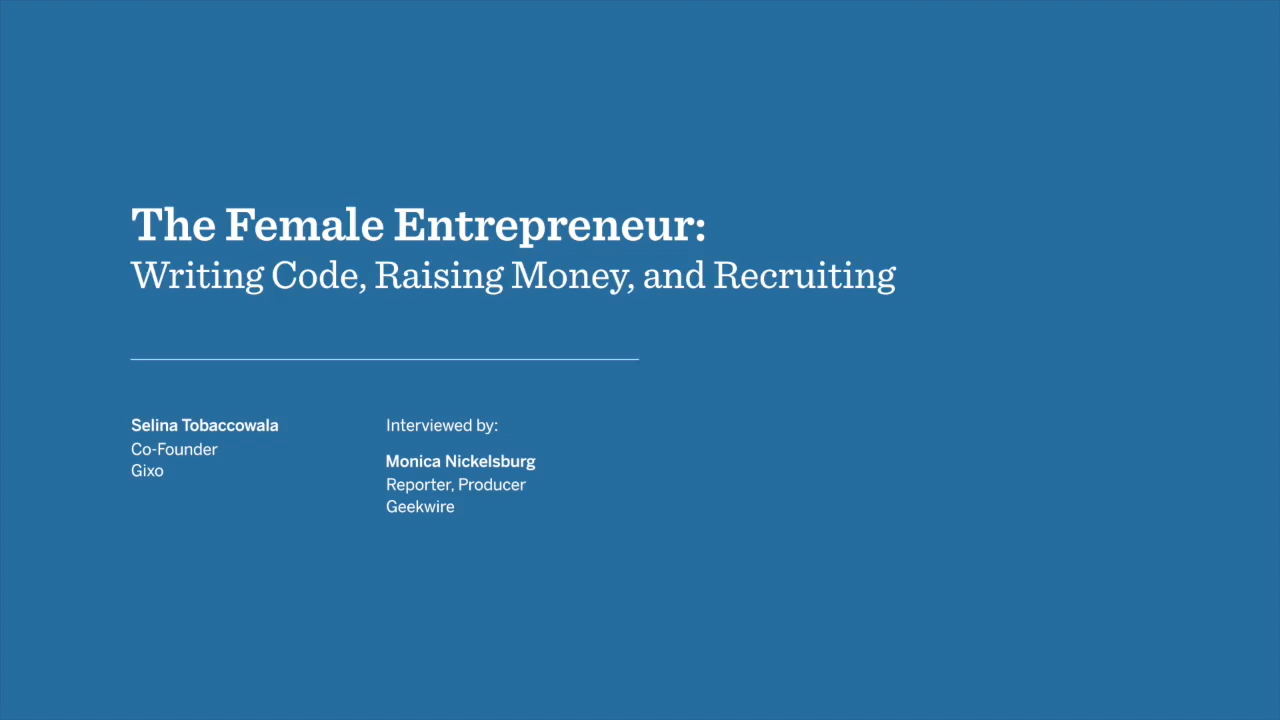 The Female Entrepreneur:
Writing Code, Raising Money, and Recruiting
Selina Tobaccowala
Co-Founder
Gixo
Interviewed by:
Monica Nickelsburg
Reporter, Producer
Geekwire